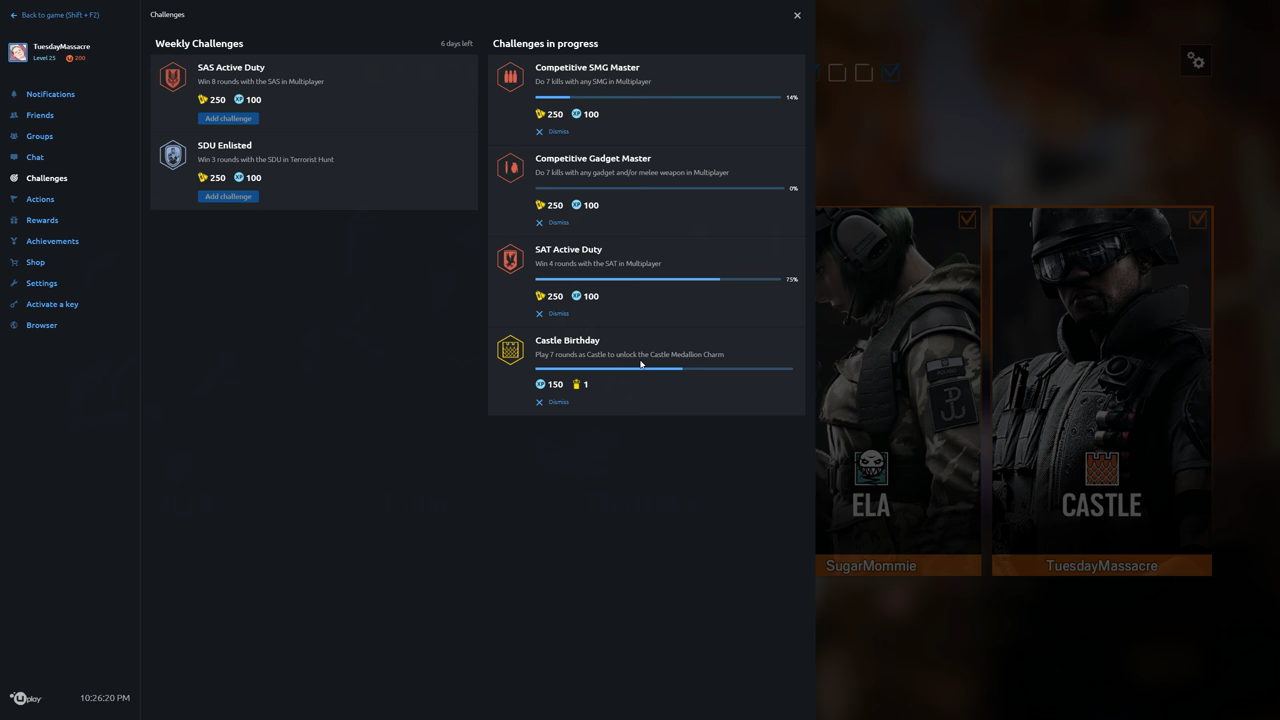 Back to game (Shift + F2)
TuesdayMassacre
Level 25 200
Notifications
Friends
Groups
Chat
Challenges
Actions
Rewards
Achievements
Shop
Settings
Activate a key
Browser
uplay
10:26:20 PM
Challenges
Weekly Challenges
6 days left
SAS Active Duty
Win 8 rounds with the SAS in Multiplayer
250 XP 100
Add challenge
SDU Enlisted
Win 3 rounds with the SDU in Terrorist Hunt
250 XP 100
Add challenge
Challenges in progress
Competitive SMG Master
Do 7 kills with any SMG in Multiplayer
14%
250 XP 100
Dismiss
Competitive Gadget Master
Do 7 kills with any gadget and/or melee weapon in Multiplayer
0%
250 XP 100
Dismiss
SAT Active Duty
Win 4 rounds with the SAT in Multiplayer
75%
250 XP 100
Dismiss
Castle Birthday
Play 7 rounds as Castle to unlock the Castle Medallion Charm
XP 150 1
Dismiss
ELA
SugarMommie
CASTLE
TuesdayMassacre